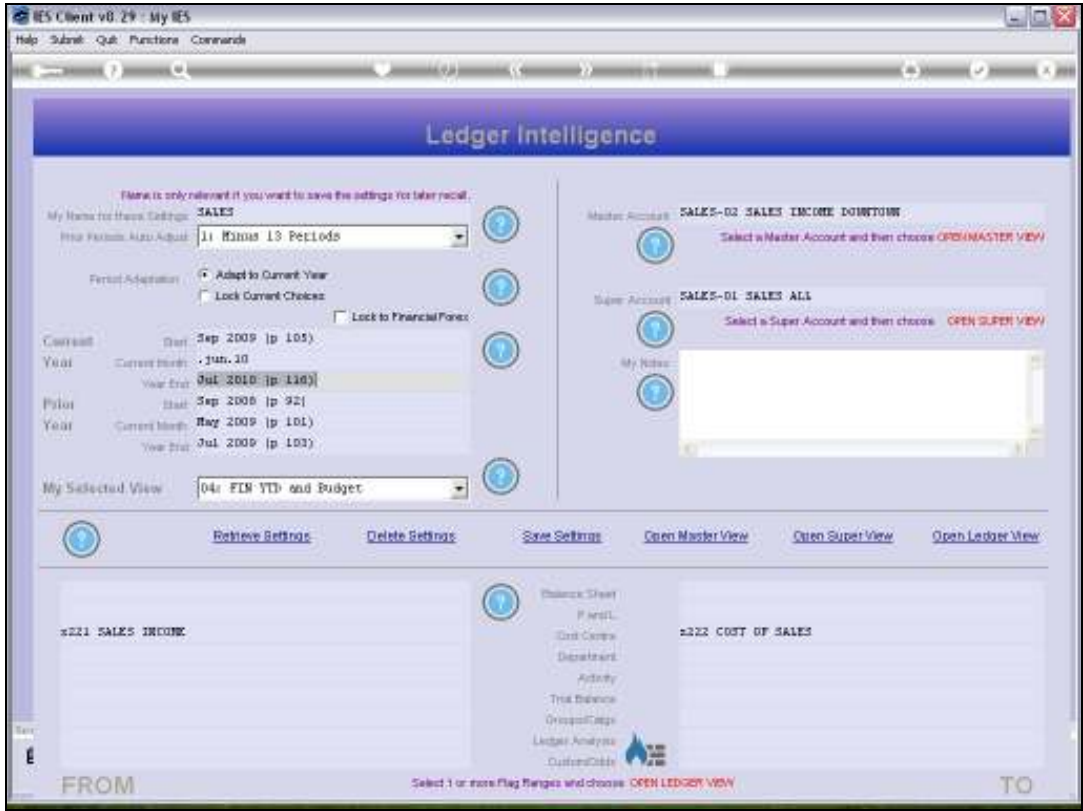 IES Client v8.29 : My IES
Help Submit Quit Functions Commands
Ledger Intelligence
Name is only relevant if you want to save the settings for later recall.
My Name for these Settings SALES
Prior Periods Auto Adjust 1: Minus 13 Periods
Period Adaptation Adapt to Current Year
Lock Current Choices
Lock to Financial Forex
Current Start Sep 2009 (p 105)
Year Current Month .jun.10
Year End Jul 2010 (p 116)
Prior Start Sep 2008 (p 92)
Year Current Month May 2009 (p 101)
Year End Jul 2009 (p 103)
My Selected View 04: FIN YTD and Budget
Master Account SALES-02 SALES INCOME DOWNTOWN
Select a Master Account and then choose OPEN MASTER VIEW
Super Account SALES-01 SALES ALL
Select a Super Account and then choose OPEN SUPER VIEW
My Notes
Retrieve Settings Delete Settings Save Settings Open Master View Open Super View Open Ledger View
Balance Sheet
P and L
x221 SALES INCOME Cost Centre x222 COST OF SALES
Department
Activity
Trial Balance
Ledger Analysis
FROM Select 1 or more Flag Ranges and choose OPEN LEDGER VIEW TO